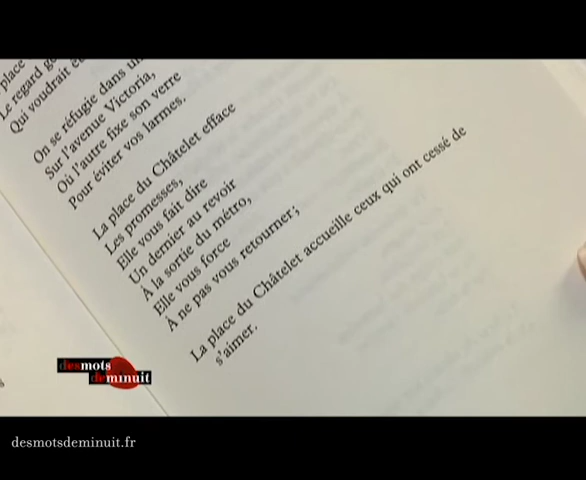 place
Le regard
Qui voudrait
On se réfugie dans
Sur l'avenue Victoria,
Où l'autre fixe son verre
Pour éviter vos larmes.
La place du Châtelet efface
Les promesses,
Elle vous fait dire
Un dernier au revoir
À la sortie du métro,
Elle vous force
À ne pas vous retourner ;
La place du Châtelet accueille ceux qui ont cessé de
s'aimer.
desmots
deminuit
desmotsdeminuit.fr